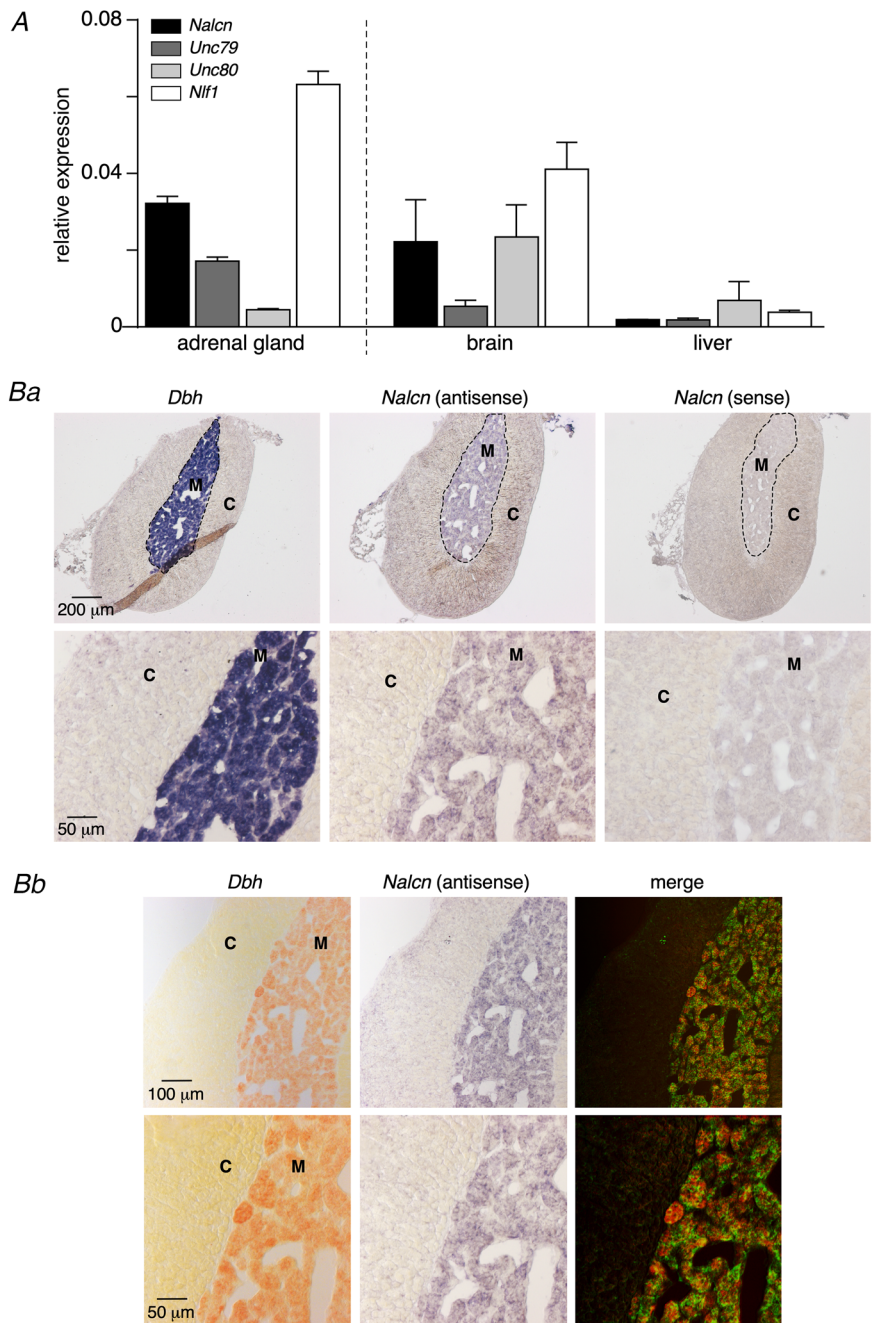 A
0.08
0.04
0
relative expression
Nalcn
Unc79
Unc80
Nlf1
adrenal gland
brain
liver
Ba
Dbh
Nalcn (antisense)
Nalcn (sense)
M
C
200 μm
M
C
M
C
C
M
50 μm
C
M
C
M
Bb
Dbh
Nalcn (antisense)
merge
C
M
100 μm
C
M
50 μm